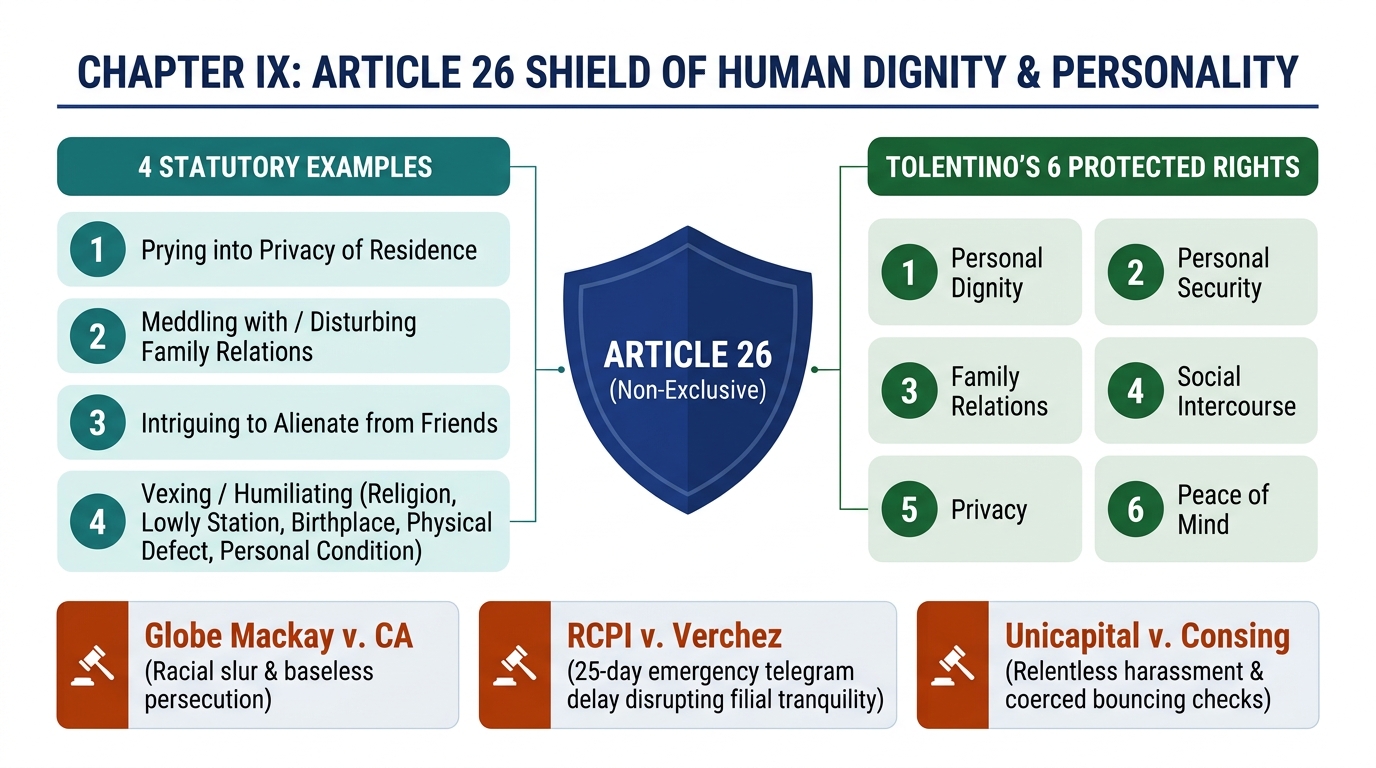 CHAPTER IX: ARTICLE 26 SHIELD OF HUMAN DIGNITY & PERSONALITY
4 STATUTORY EXAMPLES
1
Prying into Privacy of Residence
2
Meddling with / Disturbing
Family Relations
3
Intriguing to Alienate from Friends
4
Vexing / Humiliating (Religion,
Lowly Station, Birthplace, Physical
Defect, Personal Condition)
ARTICLE 26
(Non-Exclusive)
TOLENTINO’S 6 PROTECTED RIGHTS
1
Personal
Dignity
2
Personal
Security
3
Family
Relations
4
Social
Intercourse
5
Privacy
6
Peace of
Mind
Globe Mackay v. CA
(Racial slur & baseless
persecution)
RCPI v. Verchez
(25-day emergency telegram
delay disrupting filial tranquility)
Unicapital v. Consing
(Relentless harassment &
coerced bouncing checks)